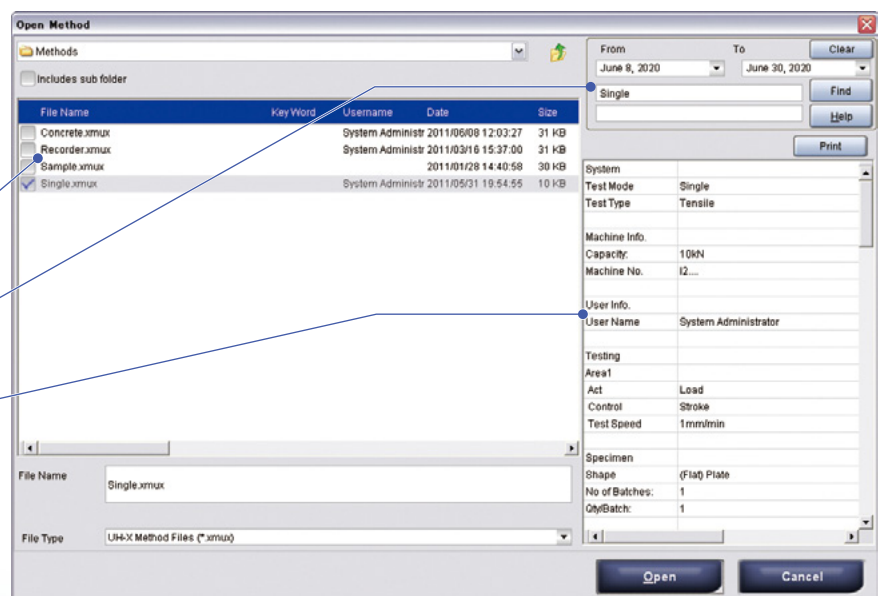 Open Method
Methods
Includes sub folder
File Name KeyWord Username Date Size
Concrete.xmux System Administr 2011/06/08 12:03:27 31 KB
Recorder.xmux System Administr 2011/03/16 15:37:00 31 KB
Sample.xmux 2011/01/28 14:40:58 30 KB
Single.xmux System Administr 2011/05/31 19:54:55 10 KB
File Name
Single.xmux
File Type UH-X Method Files (*.xmux)
From To Clear
June 8, 2020 June 30, 2020
Single Find
Help
Print
System
Test Mode Single
Test Type Tensile
Machine Info.
Capacity: 10kN
Machine No. I2....
User Info.
User Name System Administrator
Testing
Area1
Act Load
Control Stroke
Test Speed 1mm/min
Specimen
Shape (Flat) Plate
No of Batches: 1
Qty/Batch: 1
Open Cancel